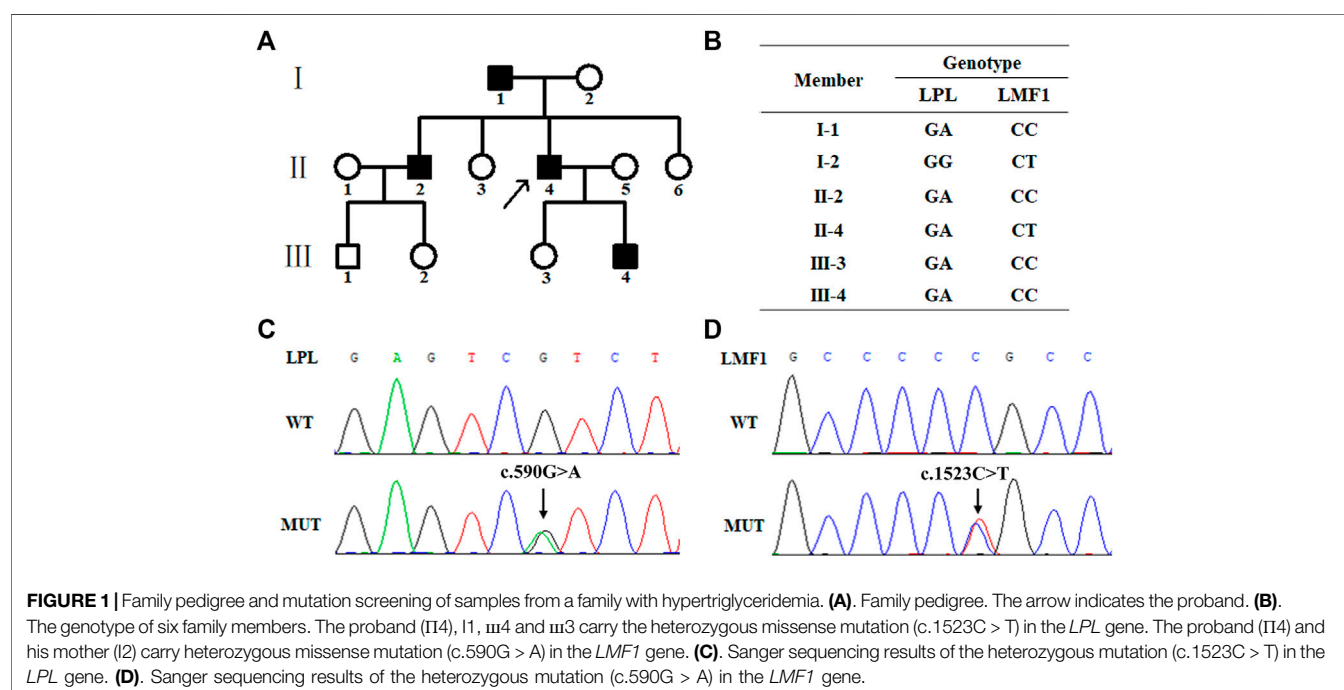 A
I
1
2
II
1
2
3
4
5
6
III
1
2
3
4
B
Member
Genotype
LPL LMF1
I-1 GA CC
I-2 GG CT
II-2 GA CC
II-4 GA CT
III-3 GA CC
III-4 GA CC
C
LPL G A G T C G T C T
WT
c.590G>A
MUT
D
LMF1 G C C C C C G C C
WT
c.1523C>T
MUT
FIGURE 1 | Family pedigree and mutation screening of samples from a family with hypertriglyceridemia. (A). Family pedigree. The arrow indicates the proband. (B).
The genotype of six family members. The proband (II4), I1, ш4 and ш3 carry the heterozygous missense mutation (c.1523C > T) in the LPL gene. The proband (II4) and
his mother (I2) carry heterozygous missense mutation (c.590G > A) in the LMF1 gene. (C). Sanger sequencing results of the heterozygous mutation (c.1523C > T) in the
LPL gene. (D). Sanger sequencing results of the heterozygous mutation (c.590G > A) in the LMF1 gene.